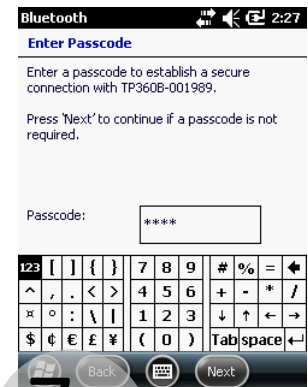 Bluetooth 2:27
Enter Passcode
Enter a passcode to establish a secure
connection with TP360B-001989.
Press 'Next' to continue if a passcode is not
required.
Passcode: ****
123 [ ] { } 7 8 9 # % = ←
^ , . < > 4 5 6 + - * /
¤ ° : \ | 1 2 3 ↓ ↑ ← →
$ ¢ € £ ¥ ( 0 ) Tab space ↵
Back Next